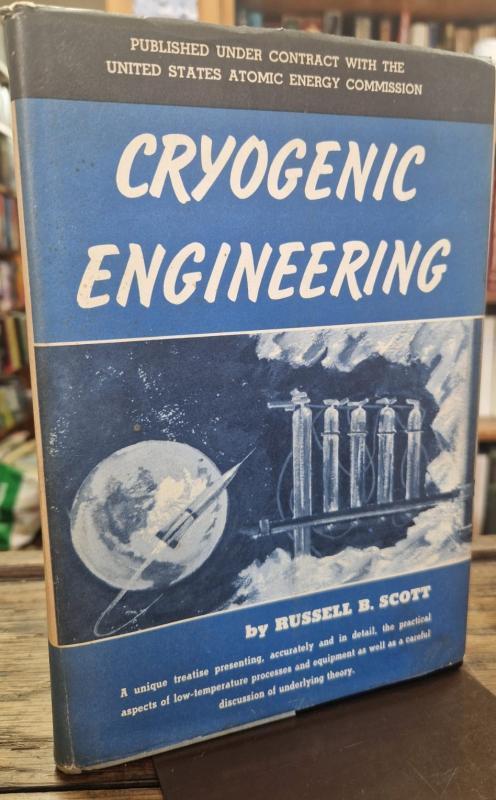 PUBLISHED UNDER CONTRACT WITH THE
UNITED STATES ATOMIC ENERGY COMMISSION
CRYOGENIC
ENGINEERING
by RUSSELL B. SCOTT
A unique treatise presenting, accurately and in detail, the practical
aspects of low-temperature processes and equipment as well as a careful
discussion of underlying theory.